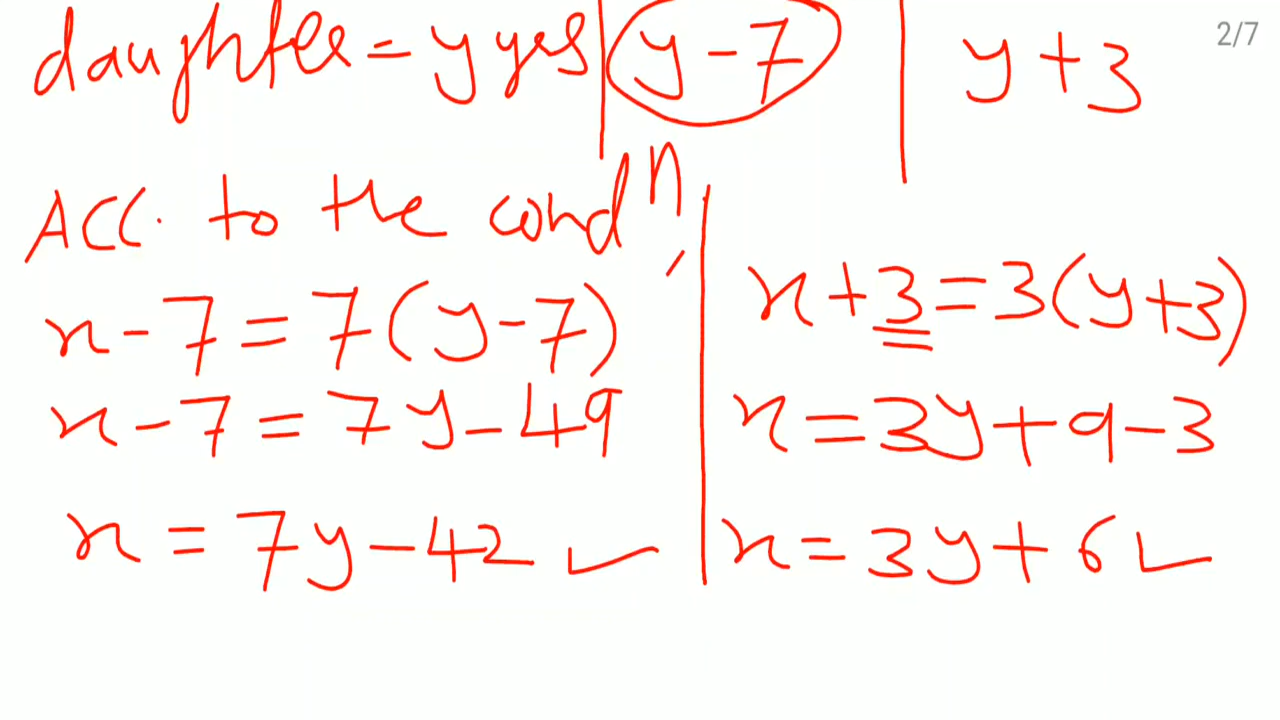 2/7
daughter = y yrs | y - 7 | y + 3
Acc. to the condⁿ,
x - 7 = 7(y - 7)
x - 7 = 7y - 49
x = 7y - 42 ✓
x + 3 = 3(y + 3)
x = 3y + 9 - 3
x = 3y + 6 ✓